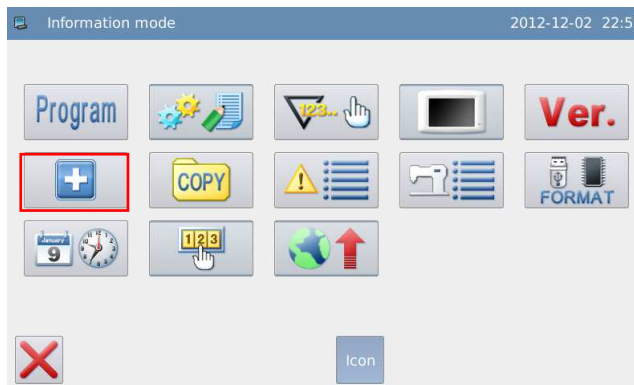 Information mode 2012-12-02 22:5
Program 123.. Ver.
COPY FORMAT
January 9 123
Icon